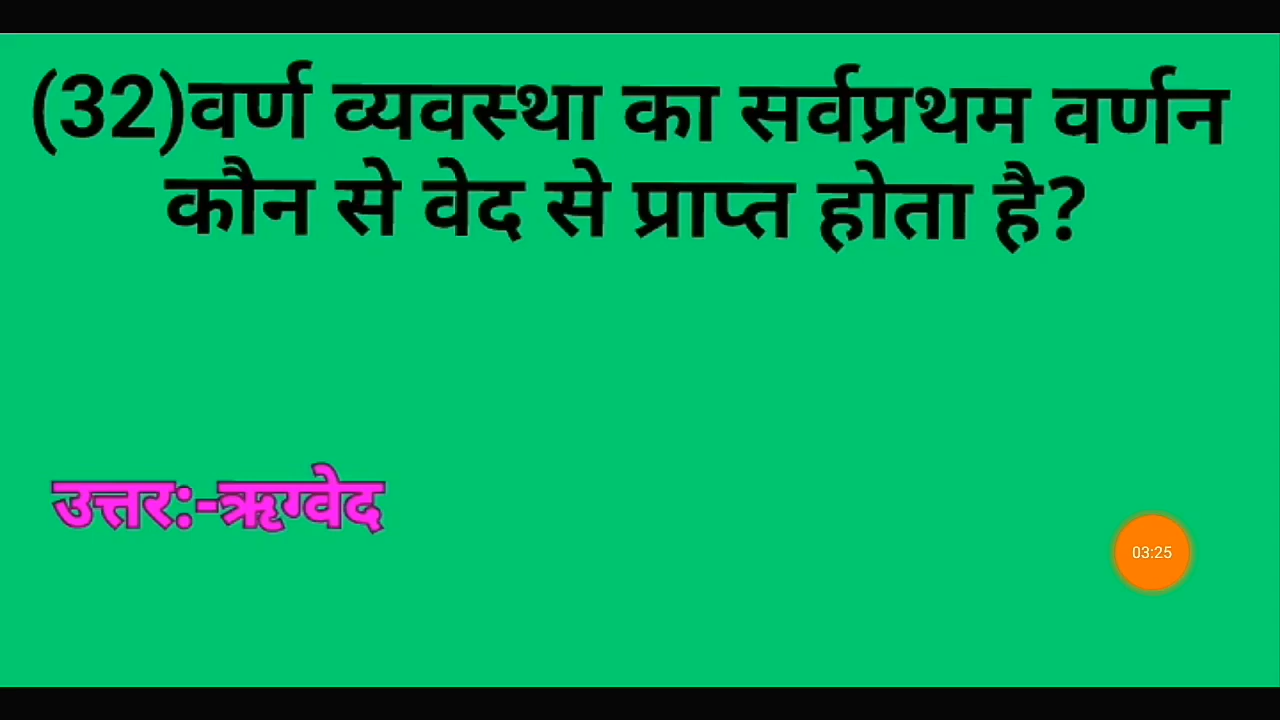 (32)वर्ण व्यवस्था का सर्वप्रथम वर्णन
कौन से वेद से प्राप्त होता है?
उत्तर:-ऋग्वेद
03:25